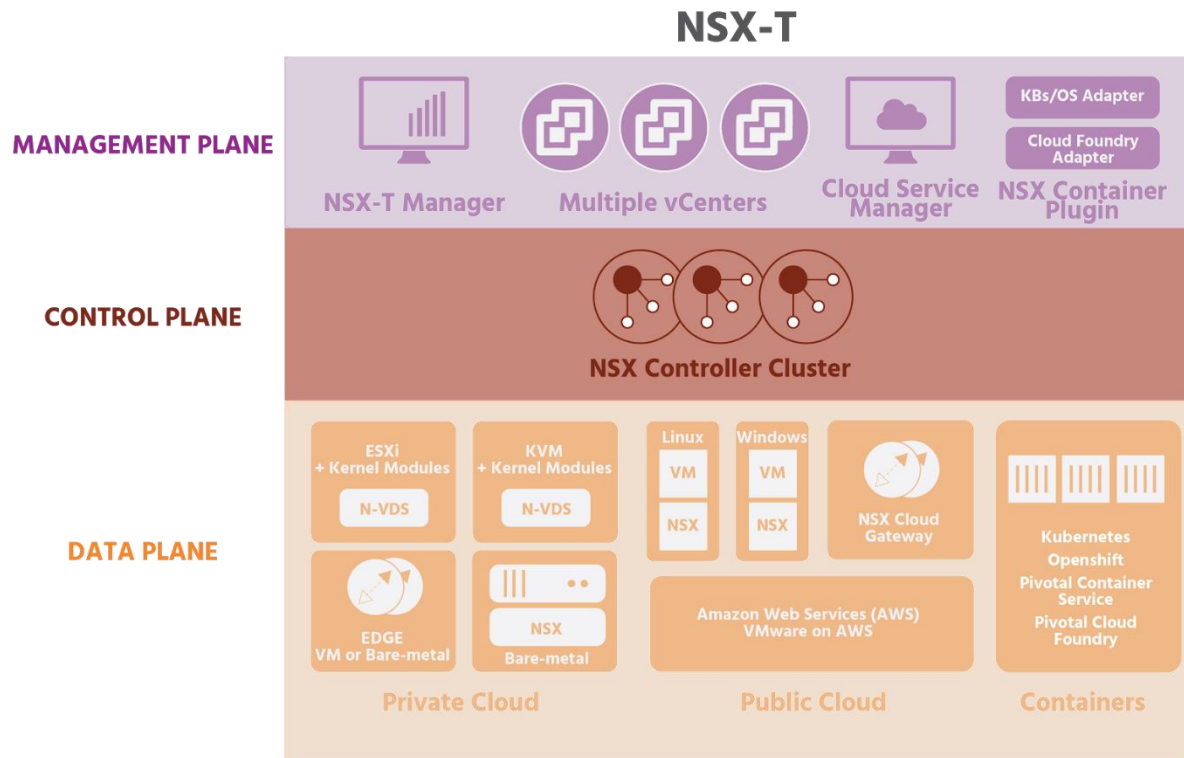 NSX-T
MANAGEMENT PLANE
NSX-T Manager
Multiple vCenters
Cloud Service
Manager
KBs/OS Adapter
Cloud Foundry
Adapter
NSX Container
Plugin
CONTROL PLANE
NSX Controller Cluster
DATA PLANE
ESXi
+ Kernel Modules
N-VDS
KVM
+ Kernel Modules
N-VDS
EDGE
VM or Bare-metal
NSX
Bare-metal
Private Cloud
Linux
VM
NSX
Windows
VM
NSX
NSX Cloud
Gateway
Amazon Web Services (AWS)
VMware on AWS
Public Cloud
Kubernetes
Openshift
Pivotal Container
Service
Pivotal Cloud
Foundry
Containers